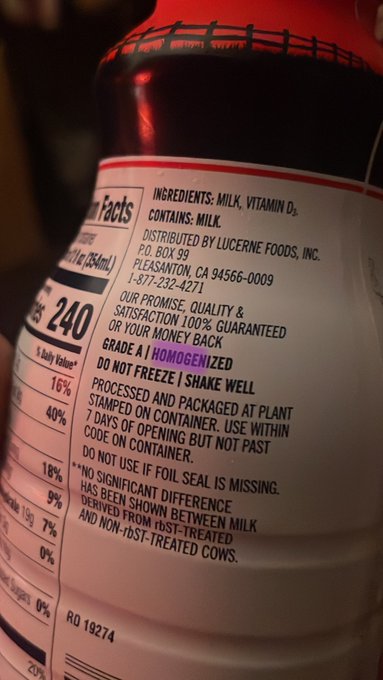 n Facts
(354mL)
240
% Daily Value*
16%
40%
18%
9%
19g 7%
0%
Sugars 0%
20%
INGREDIENTS: MILK, VITAMIN D3.
CONTAINS: MILK.
DISTRIBUTED BY LUCERNE FOODS, INC.
P.O. BOX 99
PLEASANTON, CA 94566-0009
1-877-232-4271
OUR PROMISE, QUALITY &
SATISFACTION 100% GUARANTEED
OR YOUR MONEY BACK
GRADE A | HOMOGENIZED
DO NOT FREEZE | SHAKE WELL
PROCESSED AND PACKAGED AT PLANT
STAMPED ON CONTAINER. USE WITHIN
7 DAYS OF OPENING BUT NOT PAST
CODE ON CONTAINER.
DO NOT USE IF FOIL SEAL IS MISSING.
**NO SIGNIFICANT DIFFERENCE
HAS BEEN SHOWN BETWEEN MILK
DERIVED FROM rbST-TREATED
AND NON-rbST-TREATED COWS.
RD 19274